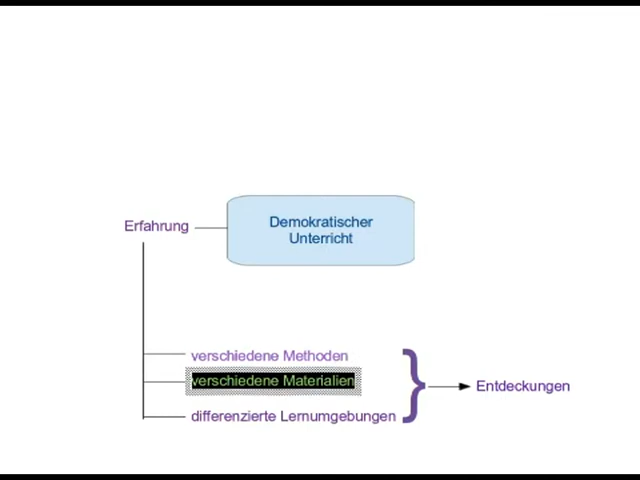 Demokratischer
Unterricht
Erfahrung
verschiedene Methoden
verschiedene Materialien
differenzierte Lernumgebungen
}
Entdeckungen